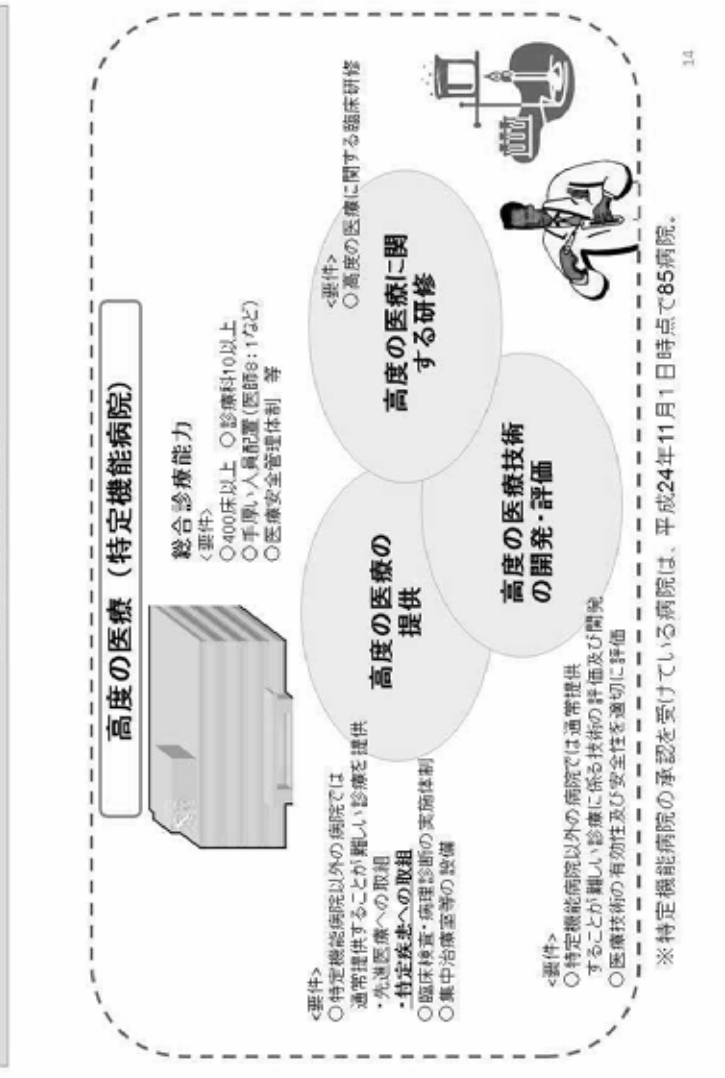 高度の医療（特定機能病院）
総合診療能力
<要件>
○400床以上 ○診療科10以上
○手厚い人員配置（医師8：1など）
○医療安全管理体制 等
<要件>
○特定機能病院以外の病院では
通常提供することが難しい診療を提供
・先進医療への取組
・特定疾患への取組
○臨床検査・病理診断の実施体制
○集中治療室等の設備
高度の医療の
提供
<要件>
○高度の医療に関する臨床研修
高度の医療に関
する研修
高度の医療技術
の開発・評価
<要件>
○特定機能病院以外の病院では通常提供
することが難しい診療に係る技術の評価及び開発
○医療技術の有効性及び安全性を適切に評価
※特定機能病院の承認を受けている病院は、平成24年11月1日時点で85病院。
14